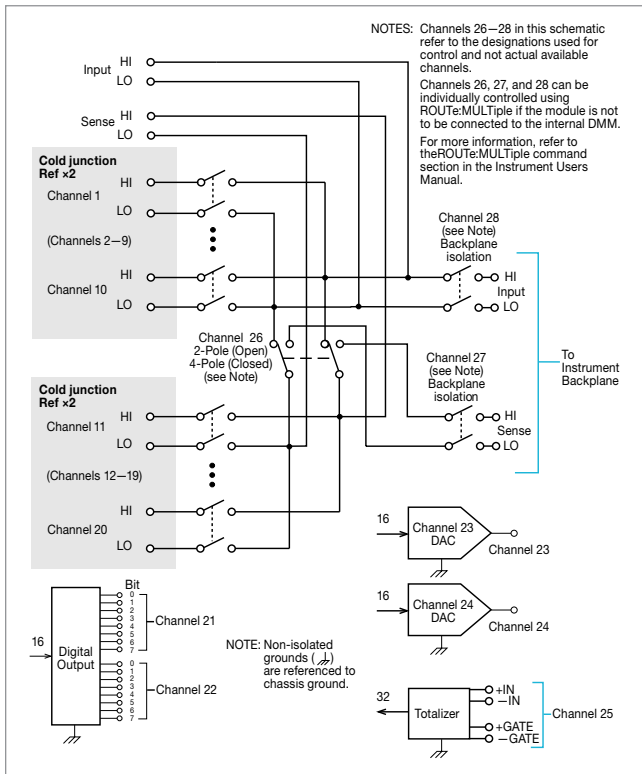 NOTES: Channels 26–28 in this schematic
refer to the designations used for
control and not actual available
channels.
Channels 26, 27, and 28 can be
individually controlled using
ROUTe:MULTiple if the module is not
to be connected to the internal DMM.
For more information, refer to
theROUTe:MULTiple command
section in the Instrument Users
Manual.
Input HI
LO
Sense HI
LO
Cold junction
Ref ×2
Channel 1 HI
LO
(Channels 2–9)
Channel 10 HI
LO
Channel 28
(see Note)
Backplane
isolation
HI
Input
LO
Channel 26
2-Pole (Open)
4-Pole (Closed)
(see Note)
Channel 27
(see Note)
Backplane
isolation
HI
Sense
LO
To
Instrument
Backplane
Cold junction
Ref ×2
Channel 11 HI
LO
(Channels 12–19)
Channel 20 HI
LO
16
Channel 23
DAC
Channel 23
16
Channel 24
DAC
Channel 24
16
Digital
Output
Bit
0
1
2
3
4
5
6
7
Channel 21
0
1
2
3
4
5
6
7
Channel 22
NOTE: Non-isolated
grounds ( )
are referenced to
chassis ground.
32
Totalizer
+IN
–IN
+GATE
–GATE
Channel 25